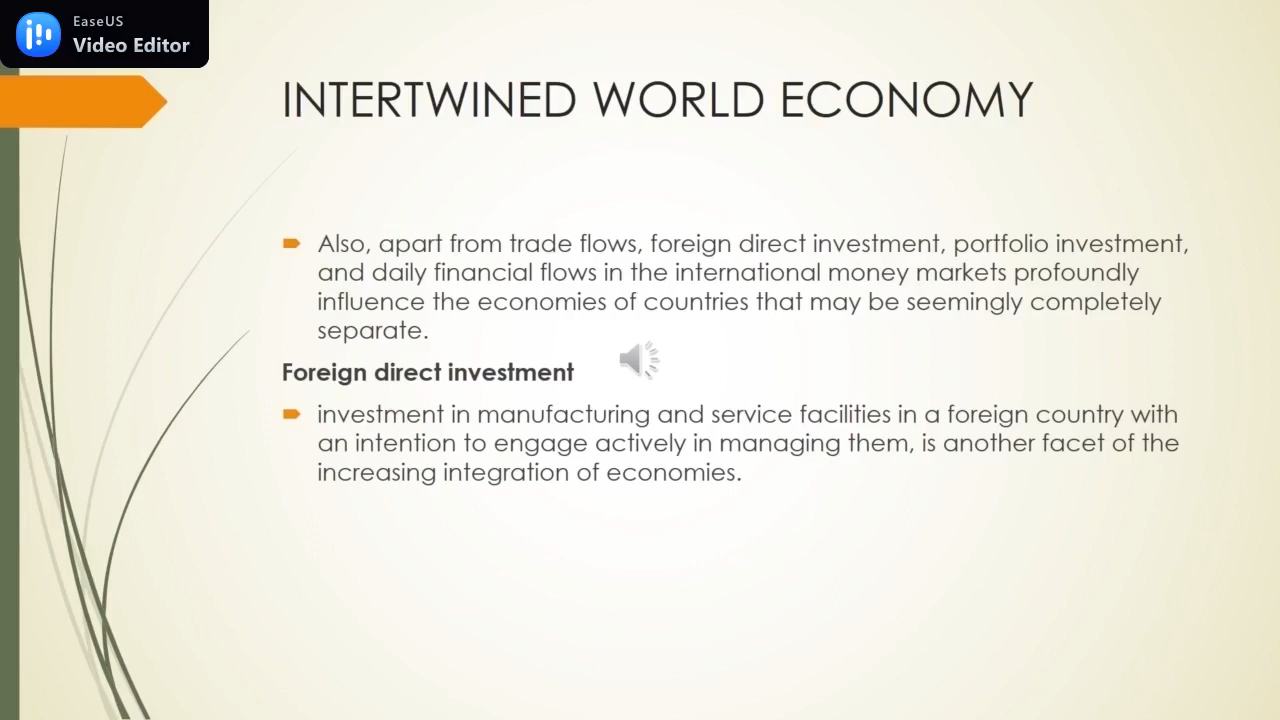 EaseUS
Video Editor
INTERTWINED WORLD ECONOMY
Also, apart from trade flows, foreign direct investment, portfolio investment,
and daily financial flows in the international money markets profoundly
influence the economies of countries that may be seemingly completely
separate.
Foreign direct investment
investment in manufacturing and service facilities in a foreign country with
an intention to engage actively in managing them, is another facet of the
increasing integration of economies.